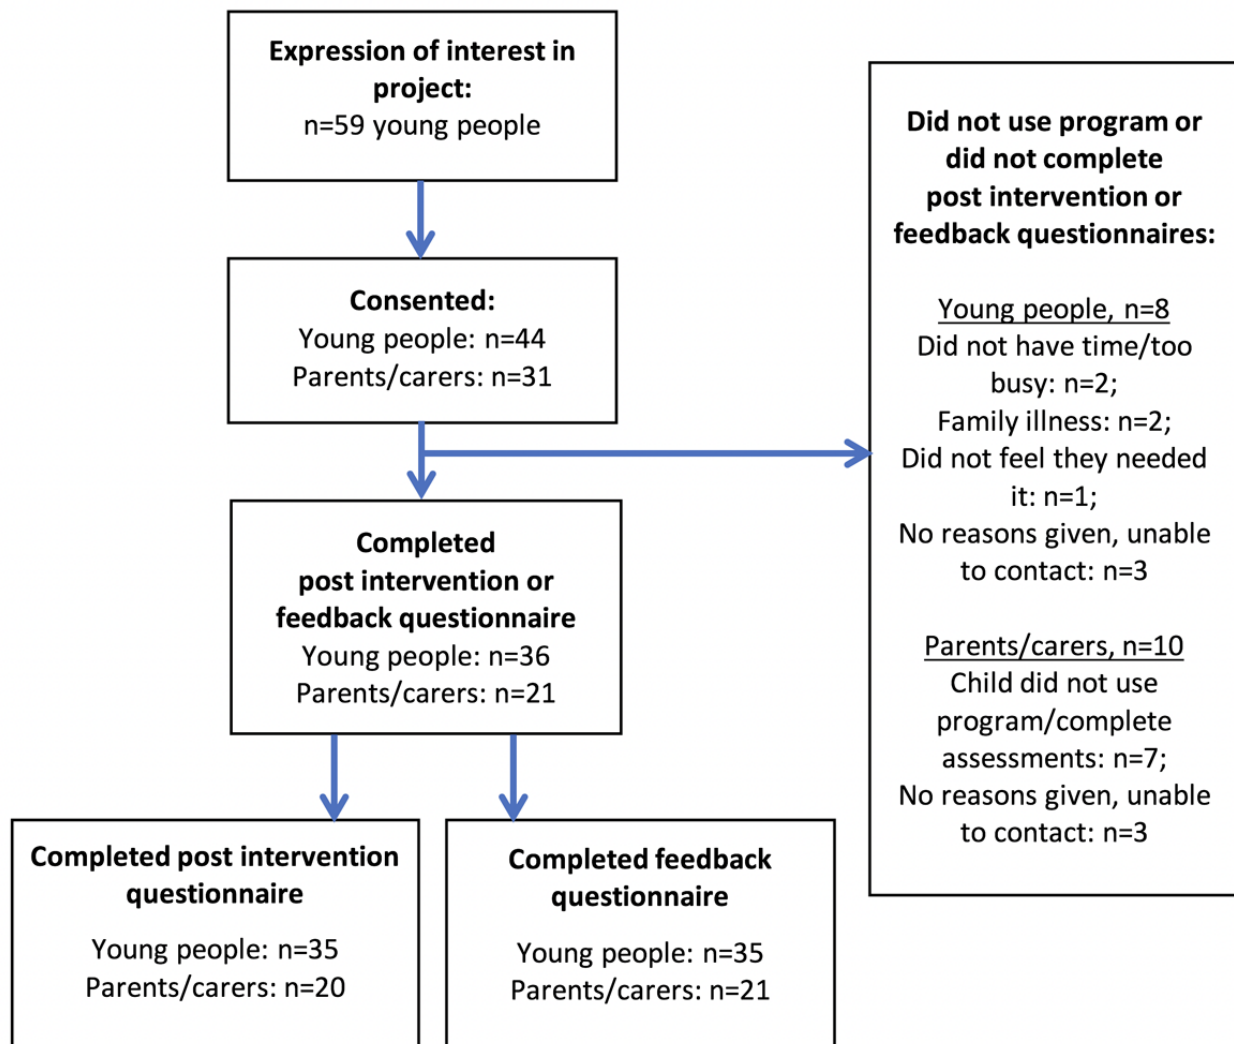 Expression of interest in
project:
n=59 young people
Consented:
Young people: n=44
Parents/carers: n=31
Completed
post intervention or
feedback questionnaire
Young people: n=36
Parents/carers: n=21
Completed post intervention
questionnaire
Young people: n=35
Parents/carers: n=20
Completed feedback
questionnaire
Young people: n=35
Parents/carers: n=21
Did not use program or
did not complete
post intervention or
feedback questionnaires:
Young people, n=8
Did not have time/too
busy: n=2;
Family illness: n=2;
Did not feel they needed
it: n=1;
No reasons given, unable
to contact: n=3
Parents/carers, n=10
Child did not use
program/complete
assessments: n=7;
No reasons given, unable
to contact: n=3